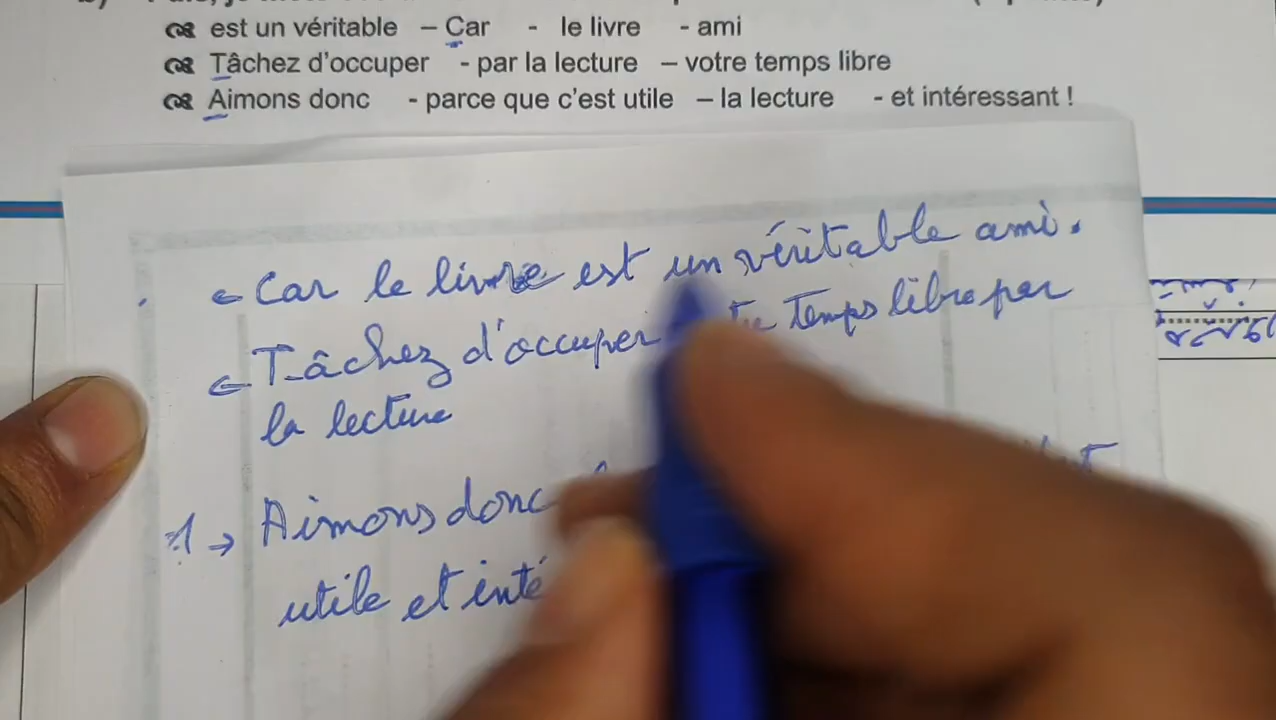 est un véritable – Car - le livre - ami
Tâchez d'occuper - par la lecture – votre temps libre
Aimons donc - parce que c'est utile – la lecture - et intéressant !
Car le livre est un véritable ami.
Tâchez d'occuper temps libre par
la lecture
1 → Aimons donc
utile et inté